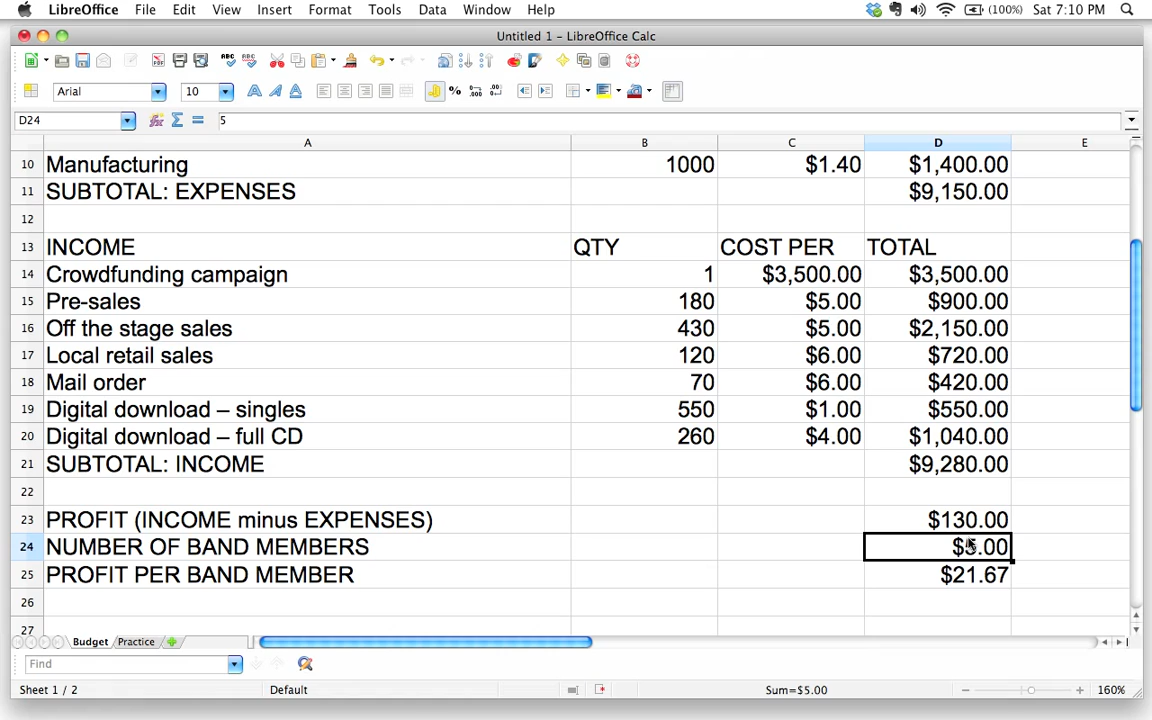 LibreOffice File Edit View Insert Format Tools Data Window Help (100%) Sat 7:10 PM
Untitled 1 - LibreOffice Calc
Arial 10
D24 5
A B C D E
10 Manufacturing 1000 $1.40 $1,400.00
11 SUBTOTAL: EXPENSES $9,150.00
12
13 INCOME QTY COST PER TOTAL
14 Crowdfunding campaign 1 $3,500.00 $3,500.00
15 Pre-sales 180 $5.00 $900.00
16 Off the stage sales 430 $5.00 $2,150.00
17 Local retail sales 120 $6.00 $720.00
18 Mail order 70 $6.00 $420.00
19 Digital download – singles 550 $1.00 $550.00
20 Digital download – full CD 260 $4.00 $1,040.00
21 SUBTOTAL: INCOME $9,280.00
22
23 PROFIT (INCOME minus EXPENSES) $130.00
24 NUMBER OF BAND MEMBERS $5.00
25 PROFIT PER BAND MEMBER $21.67
26
27
Budget Practice
Find
Sheet 1 / 2 Default Sum=$5.00 160%